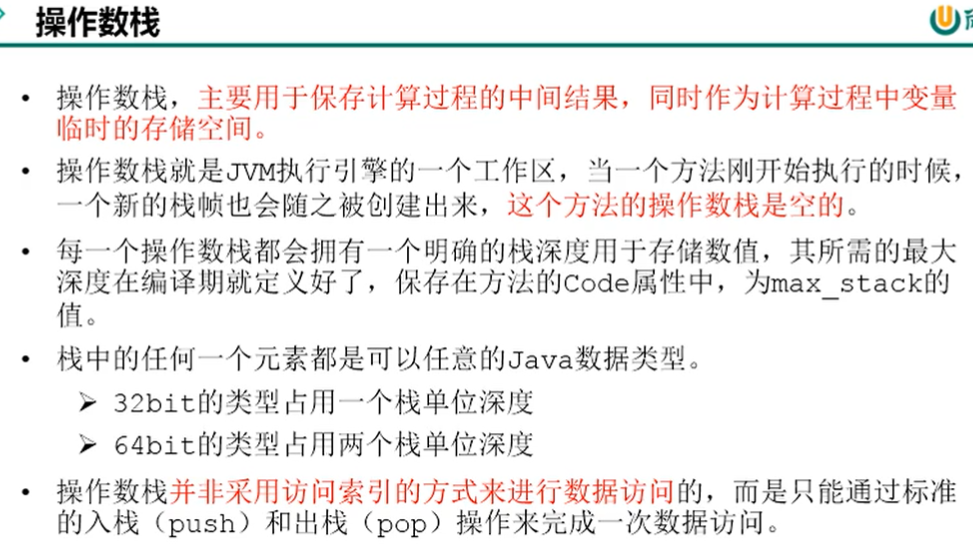 操作数栈
• 操作数栈，主要用于保存计算过程的中间结果，同时作为计算过程中变量
临时的存储空间。
• 操作数栈就是JVM执行引擎的一个工作区，当一个方法刚开始执行的时候，
一个新的栈帧也会随之被创建出来，这个方法的操作数栈是空的。
• 每一个操作数栈都会拥有一个明确的栈深度用于存储数值，其所需的最大
深度在编译期就定义好了，保存在方法的Code属性中，为max_stack的
值。
• 栈中的任何一个元素都是可以任意的Java数据类型。
➢ 32bit的类型占用一个栈单位深度
➢ 64bit的类型占用两个栈单位深度
• 操作数栈并非采用访问索引的方式来进行数据访问的，而是只能通过标准
的入栈（push）和出栈（pop）操作来完成一次数据访问。